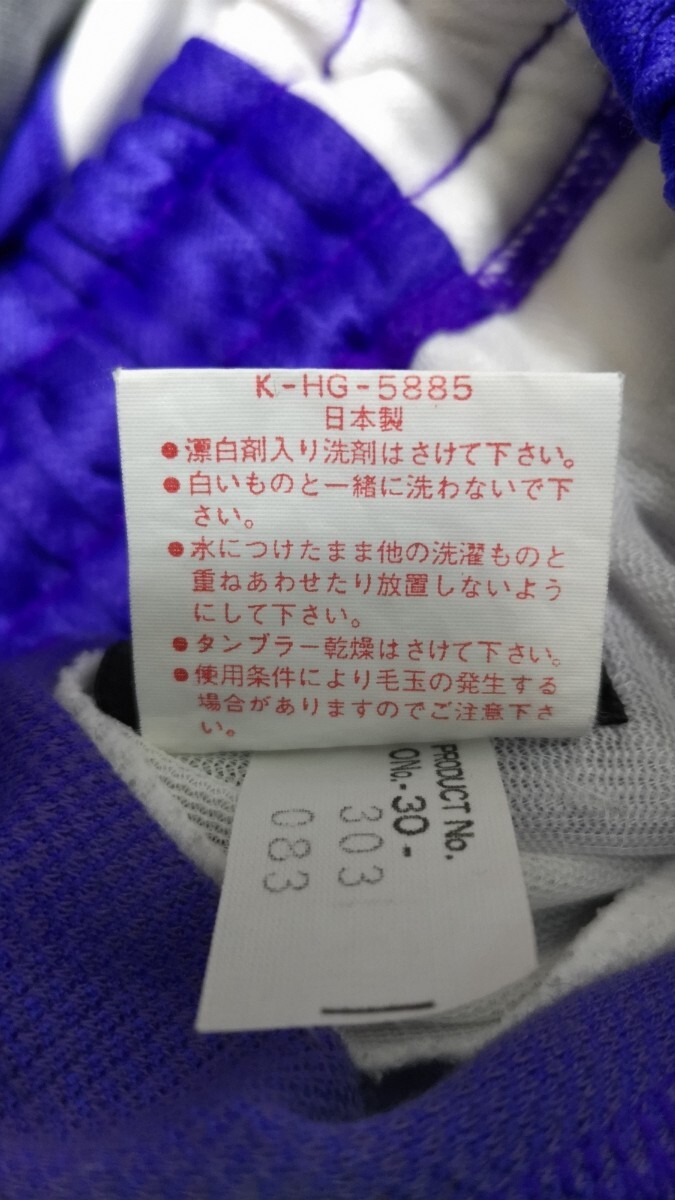 K-HG-5885
日本製
●漂白剤入り洗剤はさけて下さい。
●白いものと一緒に洗わないで下
さい。
●水につけたまま他の洗濯ものと
重ねあわせたり放置しないよう
にして下さい。
●タンブラー乾燥はさけて下さい。
●使用条件により毛玉の発生する
場合がありますのでご注意下さ
い。
PRODUCT No.
ONo.-30-
303
083